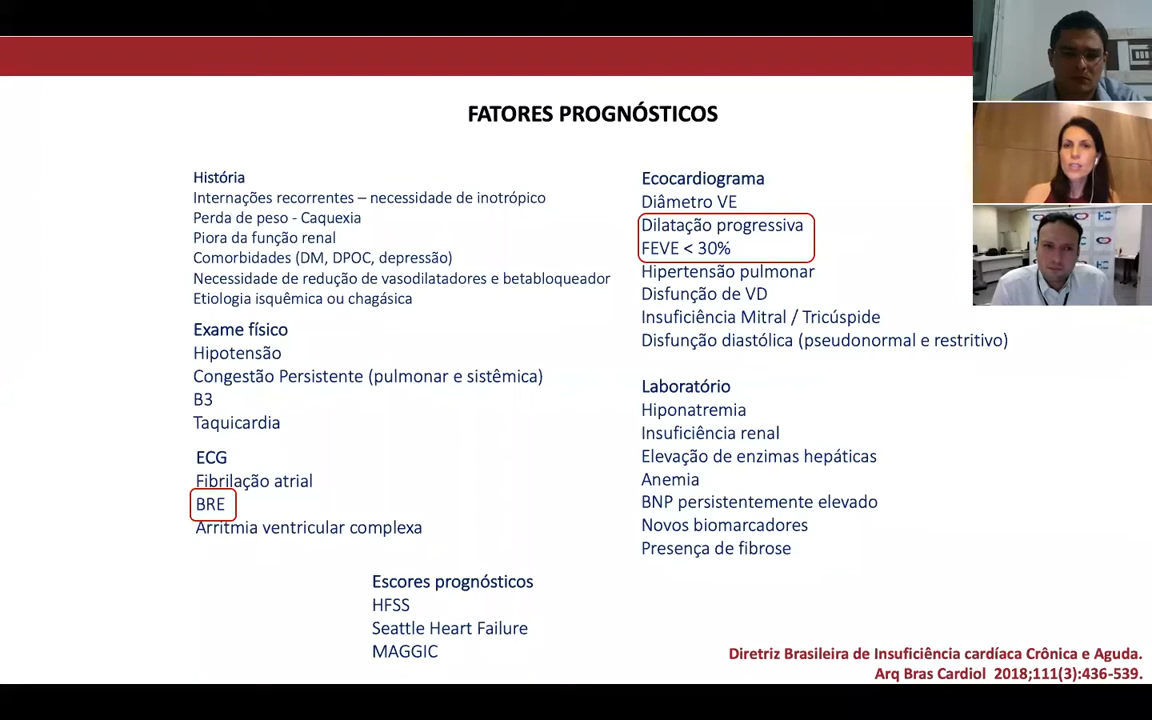 FATORES PROGNÓSTICOS
História
Internações recorrentes – necessidade de inotrópico
Perda de peso - Caquexia
Piora da função renal
Comorbidades (DM, DPOC, depressão)
Necessidade de redução de vasodilatadores e betabloqueador
Etiologia isquêmica ou chagásica
Exame físico
Hipotensão
Congestão Persistente (pulmonar e sistêmica)
B3
Taquicardia
ECG
Fibrilação atrial
BRE
Arritmia ventricular complexa
Ecocardiograma
Diâmetro VE
Dilatação progressiva
FEVE < 30%
Hipertensão pulmonar
Disfunção de VD
Insuficiência Mitral / Tricúspide
Disfunção diastólica (pseudonormal e restritivo)
Laboratório
Hiponatremia
Insuficiência renal
Elevação de enzimas hepáticas
Anemia
BNP persistentemente elevado
Novos biomarcadores
Presença de fibrose
Escores prognósticos
HFSS
Seattle Heart Failure
MAGGIC
Diretriz Brasileira de Insuficiência cardíaca Crônica e Aguda.
Arq Bras Cardiol 2018;111(3):436-539.